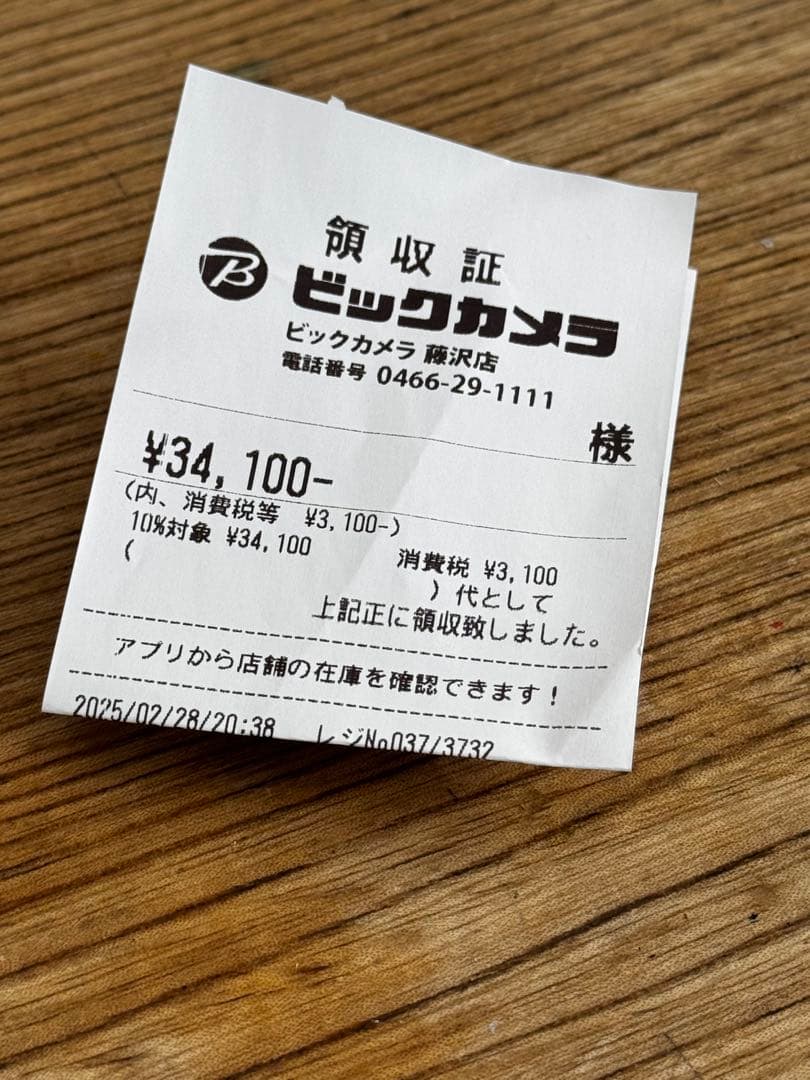 領収証
B ビックカメラ
ビックカメラ 藤沢店
電話番号 0466-29-1111
様
¥34,100-
(内、消費税等 ¥3,100-)
10%対象 ¥34,100 消費税 ¥3,100
( )代として
上記正に領収致しました。
アプリから店舗の在庫を確認できます!
2025/02/28/20:38 レジNo037/3732